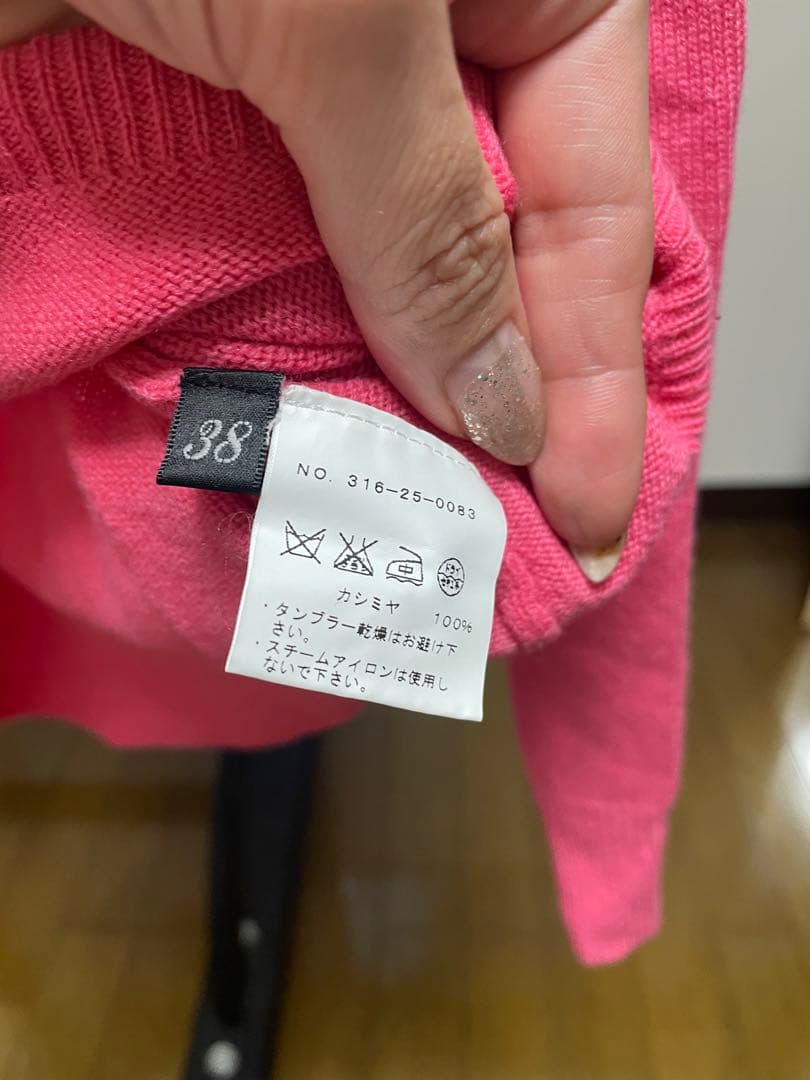 38
NO. 316-25-0083
カシミヤ 100%
・タンブラー乾燥はお避け下
さい。
・スチームアイロンは使用し
ないで下さい。